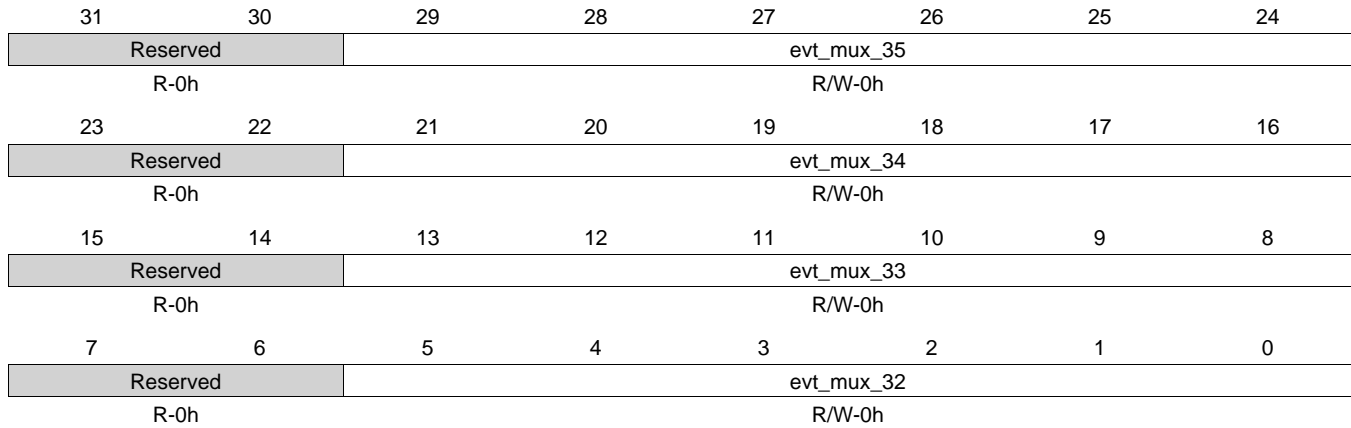 31 30 29 28 27 26 25 24
Reserved evt_mux_35
R-0h R/W-0h
23 22 21 20 19 18 17 16
Reserved evt_mux_34
R-0h R/W-0h
15 14 13 12 11 10 9 8
Reserved evt_mux_33
R-0h R/W-0h
7 6 5 4 3 2 1 0
Reserved evt_mux_32
R-0h R/W-0h